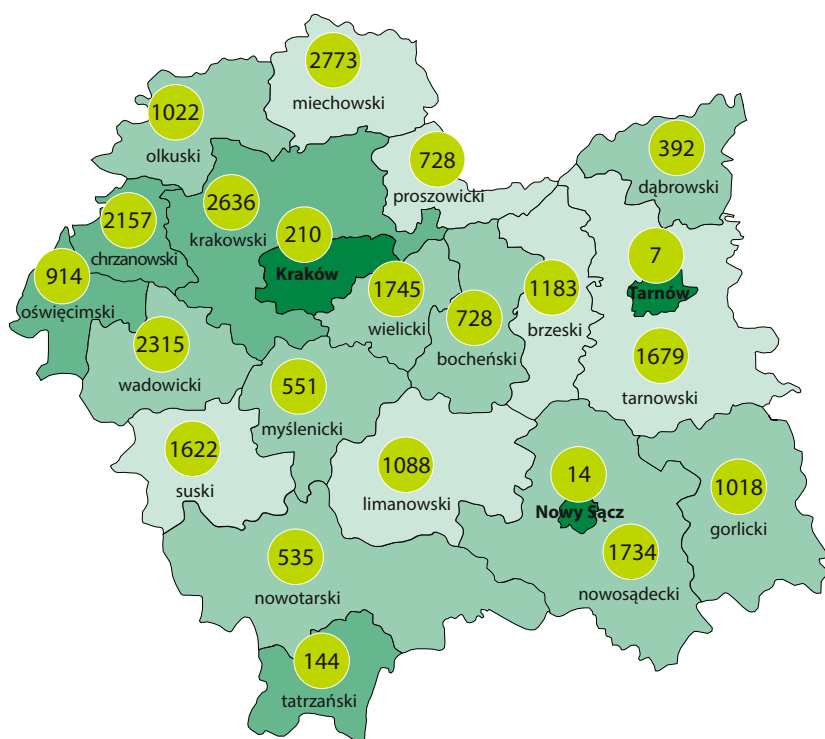 2773
miechowski
1022
olkuski
728
proszowicki
392
dąbrowski
2636
krakowski
2157
chrzanowski
210
Kraków
7
Tarnów
914
oświęcimski
1745
wielicki
1183
brzeski
728
bocheński
2315
wadowicki
1679
tarnowski
551
myślenicki
1622
suski
1088
limanowski
14
Nowy Sącz
1018
gorlicki
535
nowotarski
1734
nowosądecki
144
tatrzański